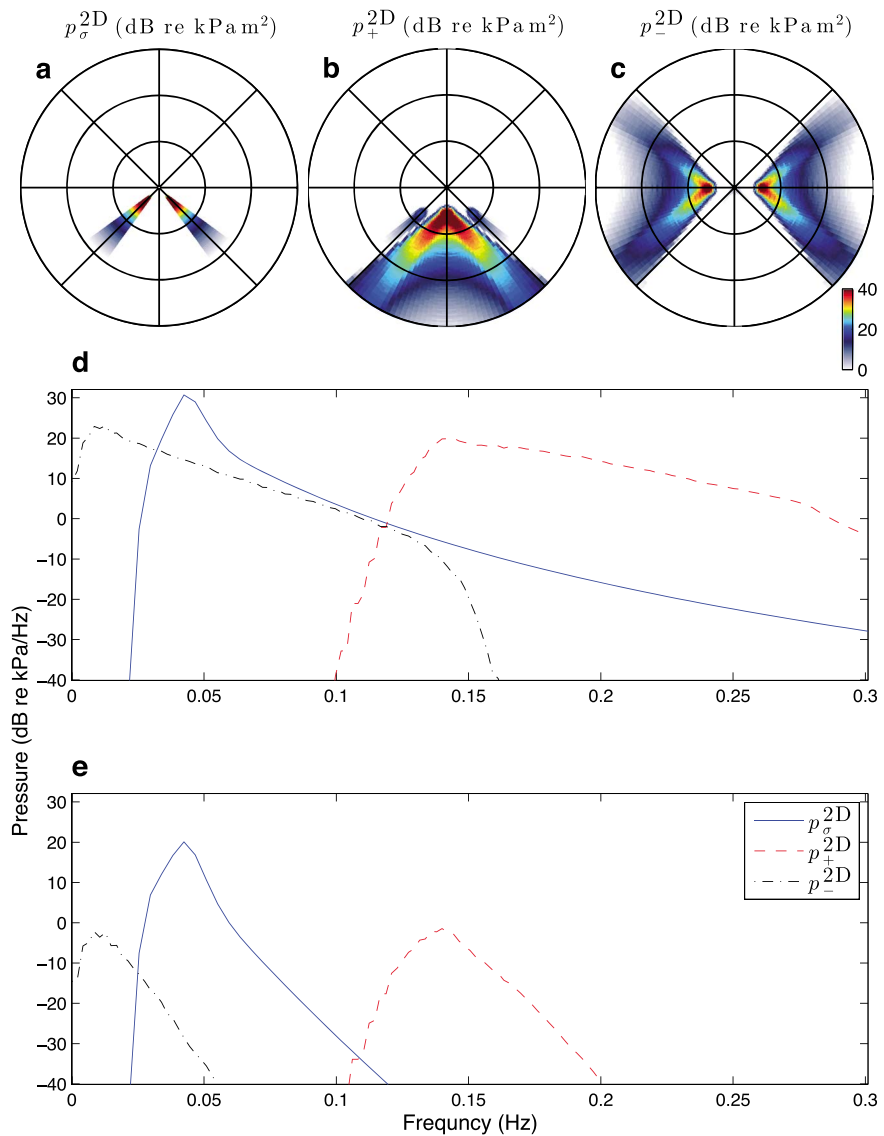 p_σ^2D (dB re kPa m²) p_+^2D (dB re kPa m²) p_-^2D (dB re kPa m²)
a b c
40
20
0
d
30
20
10
0
−10
−20
−30
−40
0 0.05 0.1 0.15 0.2 0.25 0.3
Pressure (dB re kPa/Hz)
e
30
20
10
0
−10
−20
−30
−40
p_σ^2D
p_+^2D
p_-^2D
0 0.05 0.1 0.15 0.2 0.25 0.3
Frequncy (Hz)